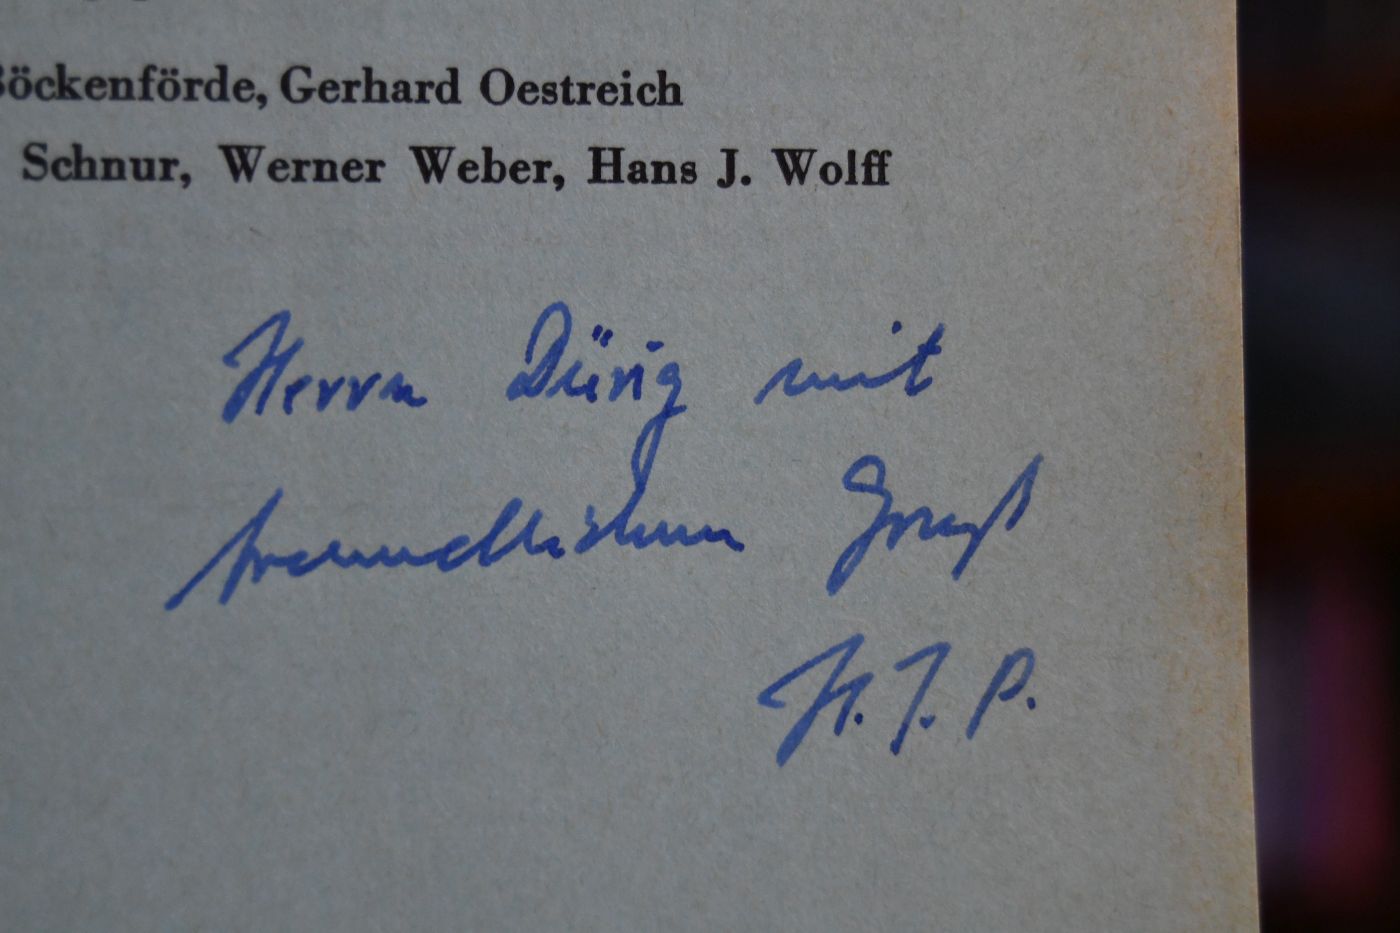 Böckenförde, Gerhard Oestreich
Schnur, Werner Weber, Hans J. Wolff
Herrn Dürig mit
freundlichem Gruß
H. J. P.